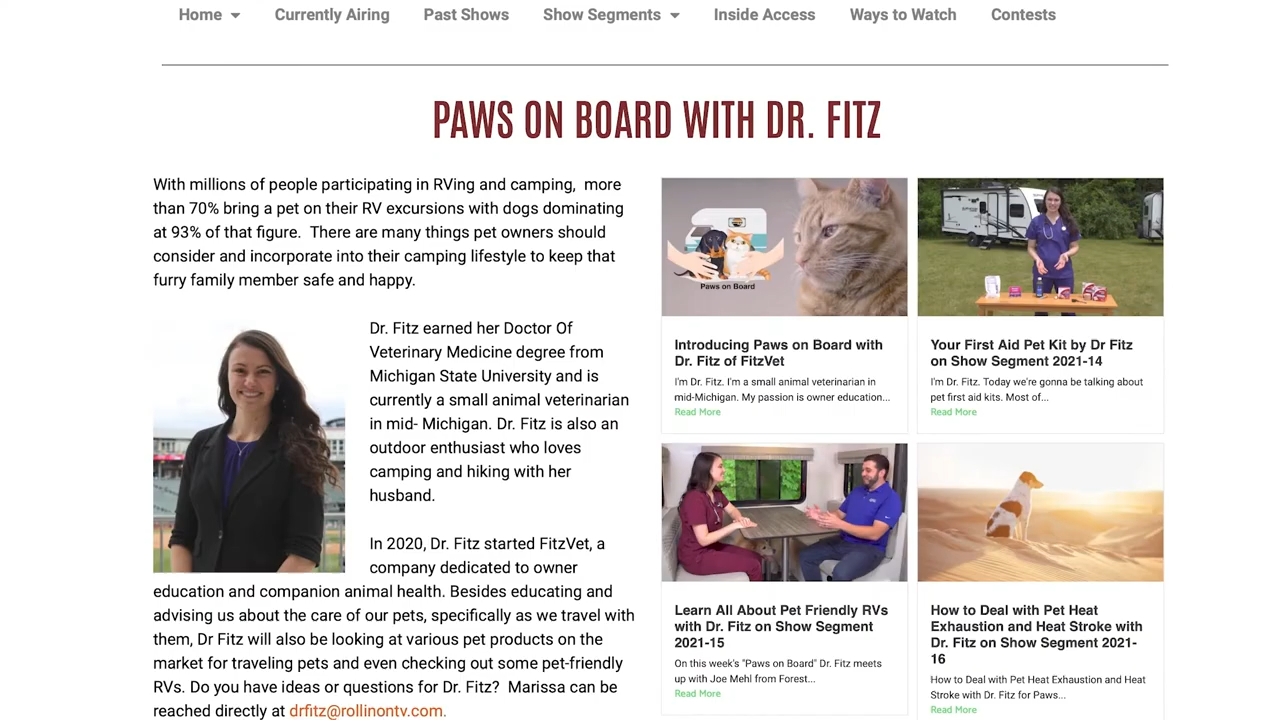 Home
Currently Airing
Past Shows
Show Segments
Inside Access
Ways to Watch
Contests
PAWS ON BOARD WITH DR. FITZ
With millions of people participating in RVing and camping, more
than 70% bring a pet on their RV excursions with dogs dominating
at 93% of that figure. There are many things pet owners should
consider and incorporate into their camping lifestyle to keep that
furry family member safe and happy.
Dr. Fitz earned her Doctor Of
Veterinary Medicine degree from
Michigan State University and is
currently a small animal veterinarian
in mid- Michigan. Dr. Fitz is also an
outdoor enthusiast who loves
camping and hiking with her
husband.
In 2020, Dr. Fitz started FitzVet, a
company dedicated to owner
education and companion animal health. Besides educating and
advising us about the care of our pets, specifically as we travel with
them, Dr Fitz will also be looking at various pet products on the
market for traveling pets and even checking out some pet-friendly
RVs. Do you have ideas or questions for Dr. Fitz? Marissa can be
reached directly at drfitz@rollinontv.com.
Paws on Board
Introducing Paws on Board with
Dr. Fitz of FitzVet
I'm Dr. Fitz. I'm a small animal veterinarian in
mid-Michigan. My passion is owner education...
Read More
Your First Aid Pet Kit by Dr Fitz
on Show Segment 2021-14
I'm Dr. Fitz. Today we're gonna be talking about
pet first aid kits. Most of...
Read More
Learn All About Pet Friendly RVs
with Dr. Fitz on Show Segment
2021-15
On this week's "Paws on Board" Dr. Fitz meets
up with Joe Mehl from Forest...
Read More
How to Deal with Pet Heat
Exhaustion and Heat Stroke with
Dr. Fitz on Show Segment 2021-
16
How to Deal with Pet Heat Exhaustion and Heat
Stroke with Dr. Fitz for Paws...
Read More